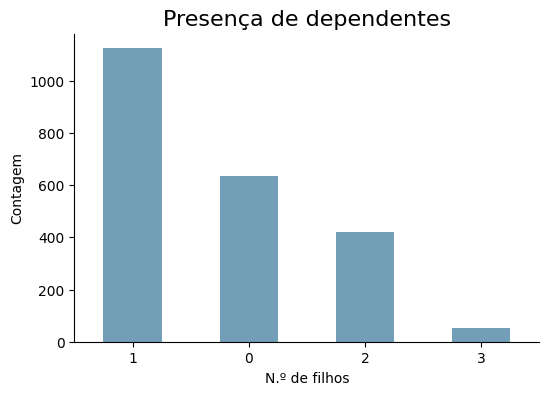 Presença de dependentes
Contagem
1000
800
600
400
200
0
1 0 2 3
N.º de filhos